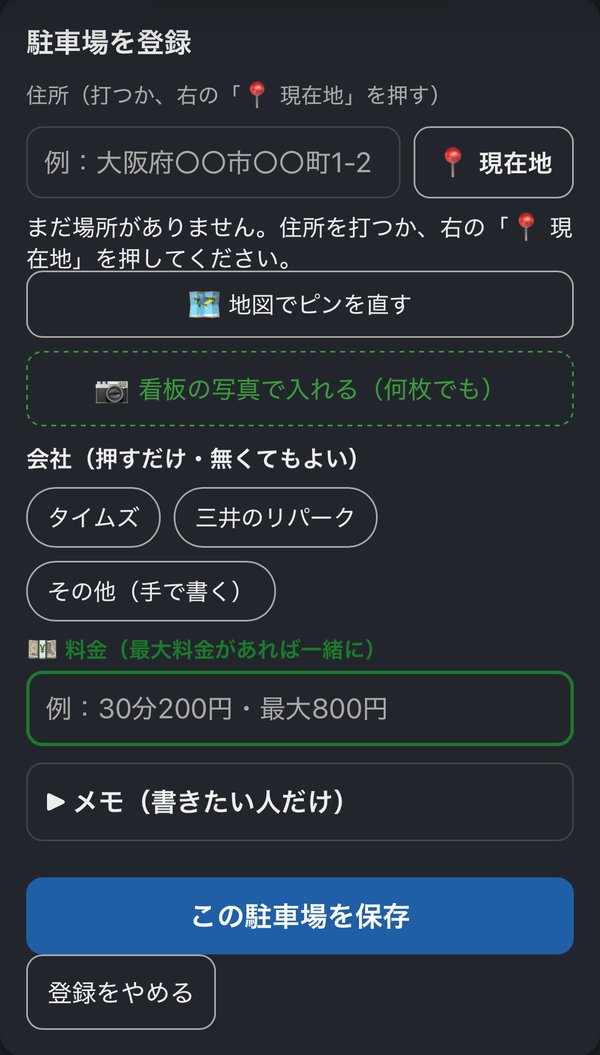 駐車場を登録
住所（打つか、右の「📍 現在地」を押す）
例：大阪府〇〇市〇〇町1-2
📍 現在地
まだ場所がありません。住所を打つか、右の「📍 現
在地」を押してください。
🗺️ 地図でピンを直す
📷 看板の写真で入れる（何枚でも）
会社（押すだけ・無くてもよい）
タイムズ
三井のリパーク
その他（手で書く）
💴 料金（最大料金があれば一緒に）
例：30分200円・最大800円
▶ メモ（書きたい人だけ）
この駐車場を保存
登録をやめる